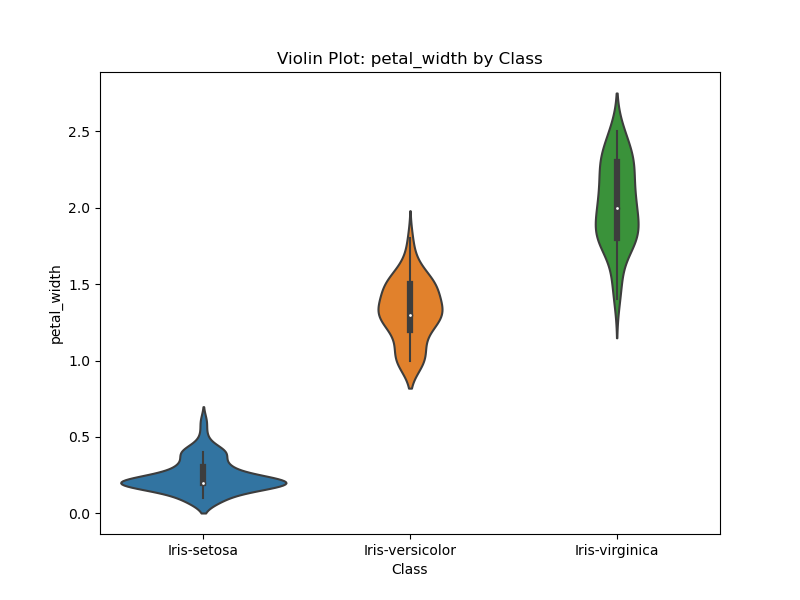 Violin Plot: petal_width by Class
petal_width
2.5
2.0
1.5
1.0
0.5
0.0
Iris-setosa
Iris-versicolor
Iris-virginica
Class